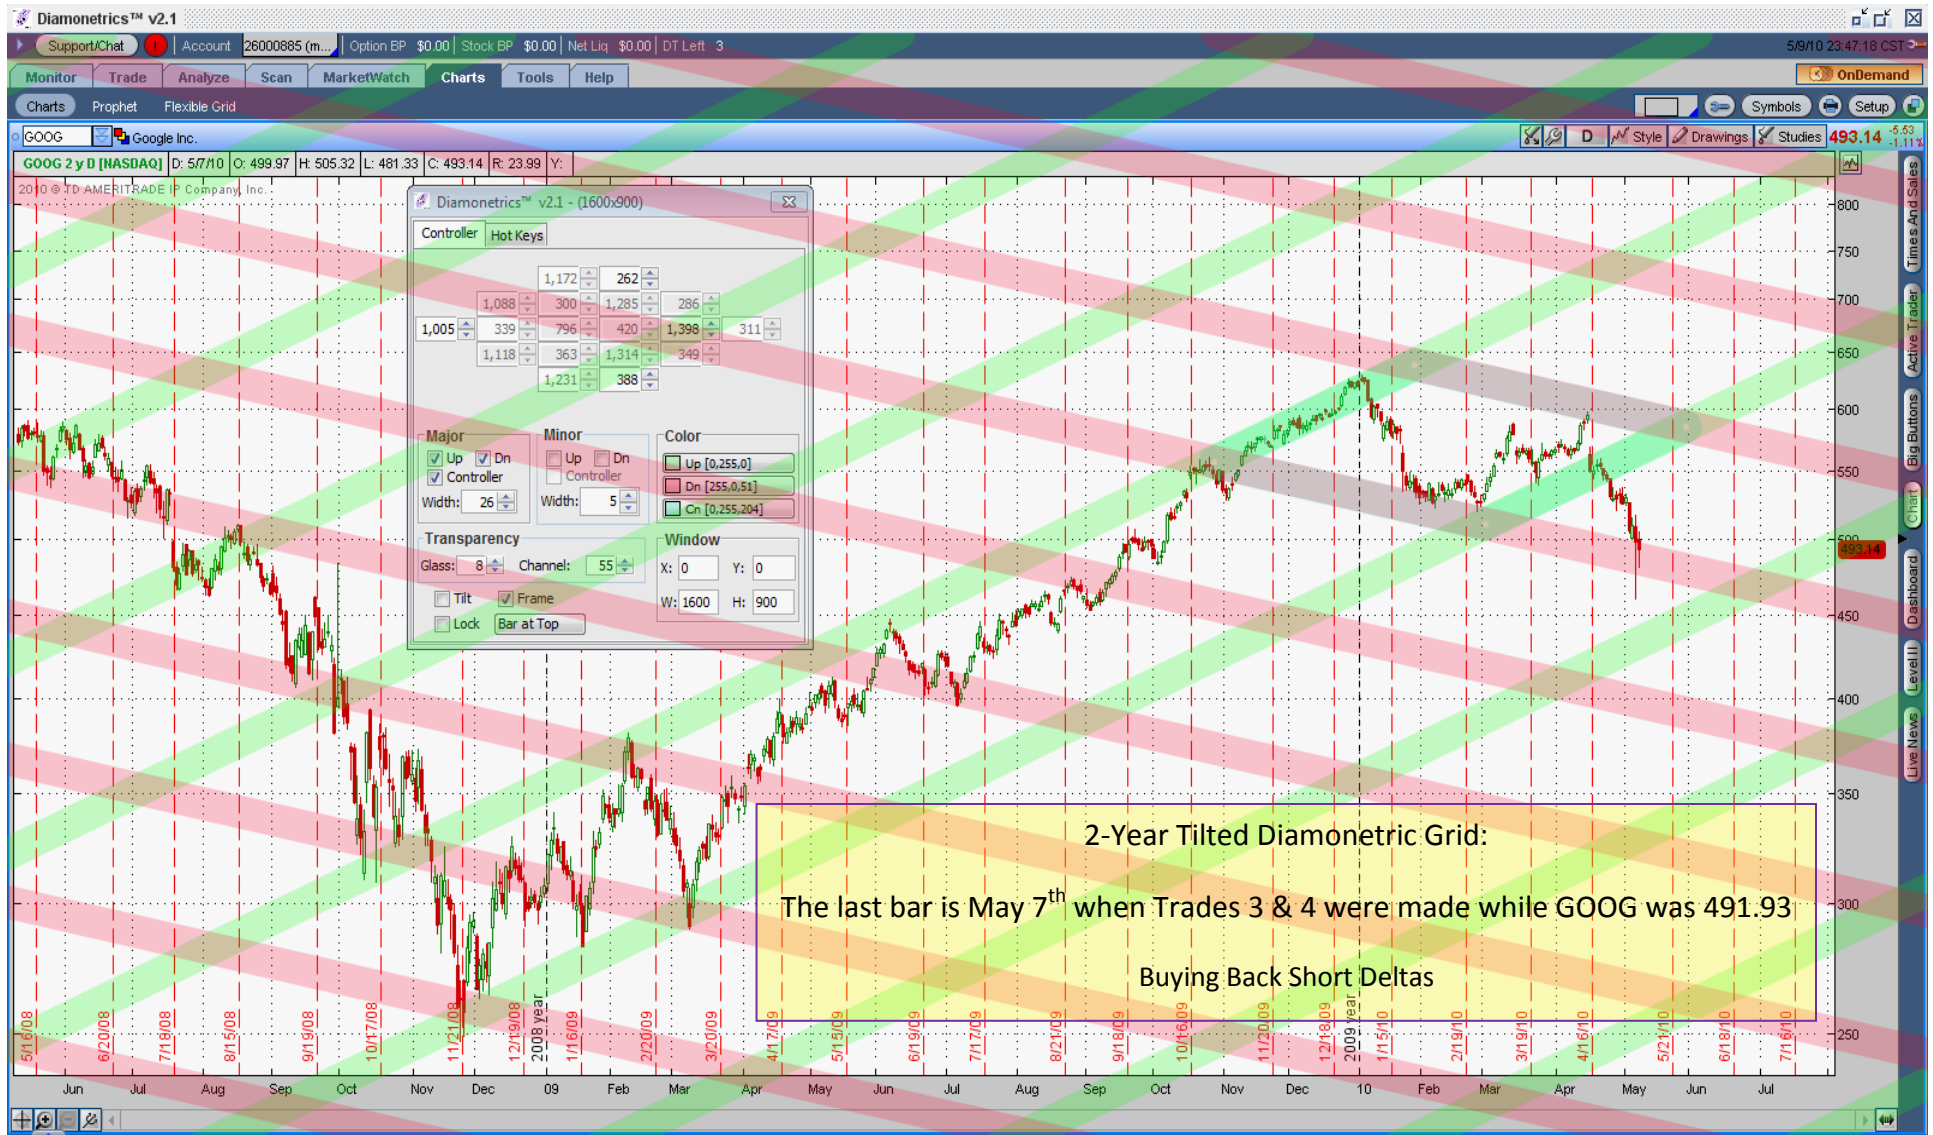 Diamonetrics™ v2.1
Support/Chat ! Account 26000885 (m... Option BP $0.00 Stock BP $0.00 Net Liq $0.00 DT Left 3 5/9/10 23:47:18 CST
Monitor Trade Analyze Scan MarketWatch Charts Tools Help OnDemand
Charts Prophet Flexible Grid Symbols Setup
GOOG Google Inc. D Style Drawings Studies 493.14 -5.53 -1.11%
GOOG 2 y D [NASDAQ] D: 5/7/10 O: 499.97 H: 505.32 L: 481.33 C: 493.14 R: 23.99 Y:
2010 © TD AMERITRADE IP Company, Inc.
Diamonetrics™ v2.1 - (1600x900)
Controller Hot Keys
1,172 262
1,088 300 1,285 286
1,005 339 796 420 1,398 311
1,118 363 1,314 349
1,231 388
Major Minor Color
Up Dn Up Dn Up [0,255,0]
Controller Controller Dn [255,0,51]
Width: 26 Width: 5 Cn [0,255,204]
Transparency Window
Glass: 8 Channel: 55 X: 0 Y: 0
Tilt Frame W: 1600 H: 900
Lock Bar at Top
800
750
700
650
600
550
500
493.14
450
400
350
300
250
Times And Sales
Active Trader
Big Buttons
Chart
Dashboard
Level II
Live News
2-Year Tilted Diamonetric Grid:
The last bar is May 7th when Trades 3 & 4 were made while GOOG was 491.93
Buying Back Short Deltas
5/16/08 6/20/08 7/18/08 8/15/08 9/19/08 10/17/08 11/21/08 12/19/08 2008 year 1/16/09 2/20/09 3/20/09 4/17/09 5/15/09 6/19/09 7/17/09 8/21/09 9/18/09 10/16/09 11/20/09 12/18/09 2009 year 1/15/10 2/19/10 3/19/10 4/16/10 5/21/10 6/18/10 7/16/10
Jun Jul Aug Sep Oct Nov Dec 09 Feb Mar Apr May Jun Jul Aug Sep Oct Nov Dec 10 Feb Mar Apr May Jun Jul